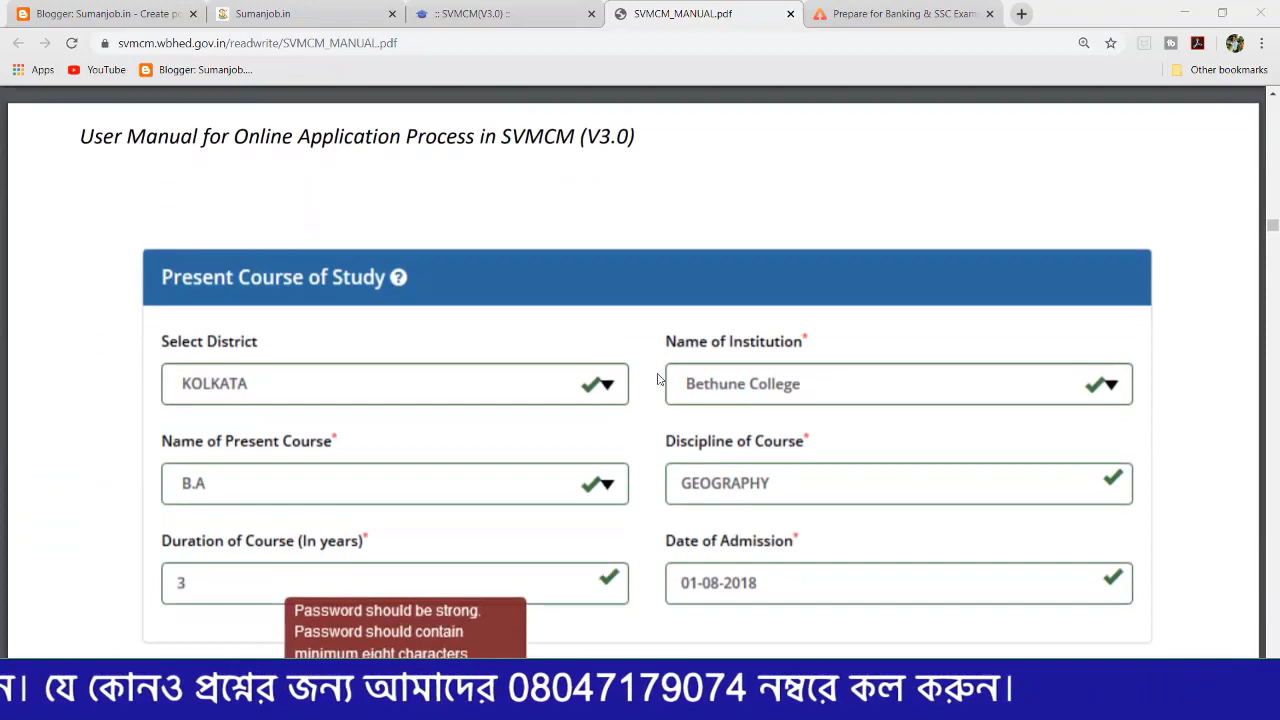 Blogger: Sumanjob.in - Create po
Sumanjob.in
:: SVMCM(V3.0) ::
SVMCM_MANUAL.pdf
Prepare for Banking & SSC Exam
svmcm.wbhed.gov.in/readwrite/SVMCM_MANUAL.pdf
Apps
YouTube
Blogger: Sumanjob....
Other bookmarks
User Manual for Online Application Process in SVMCM (V3.0)
Present Course of Study ?
Select District
Name of Institution*
KOLKATA
Bethune College
Name of Present Course*
Discipline of Course*
B.A
GEOGRAPHY
Duration of Course (In years)*
Date of Admission*
3
01-08-2018
Password should be strong.
Password should contain
minimum eight characters
ন। যে কোনও প্রশ্নের জন্য আমাদের 08047179074 নম্বরে কল করুন।